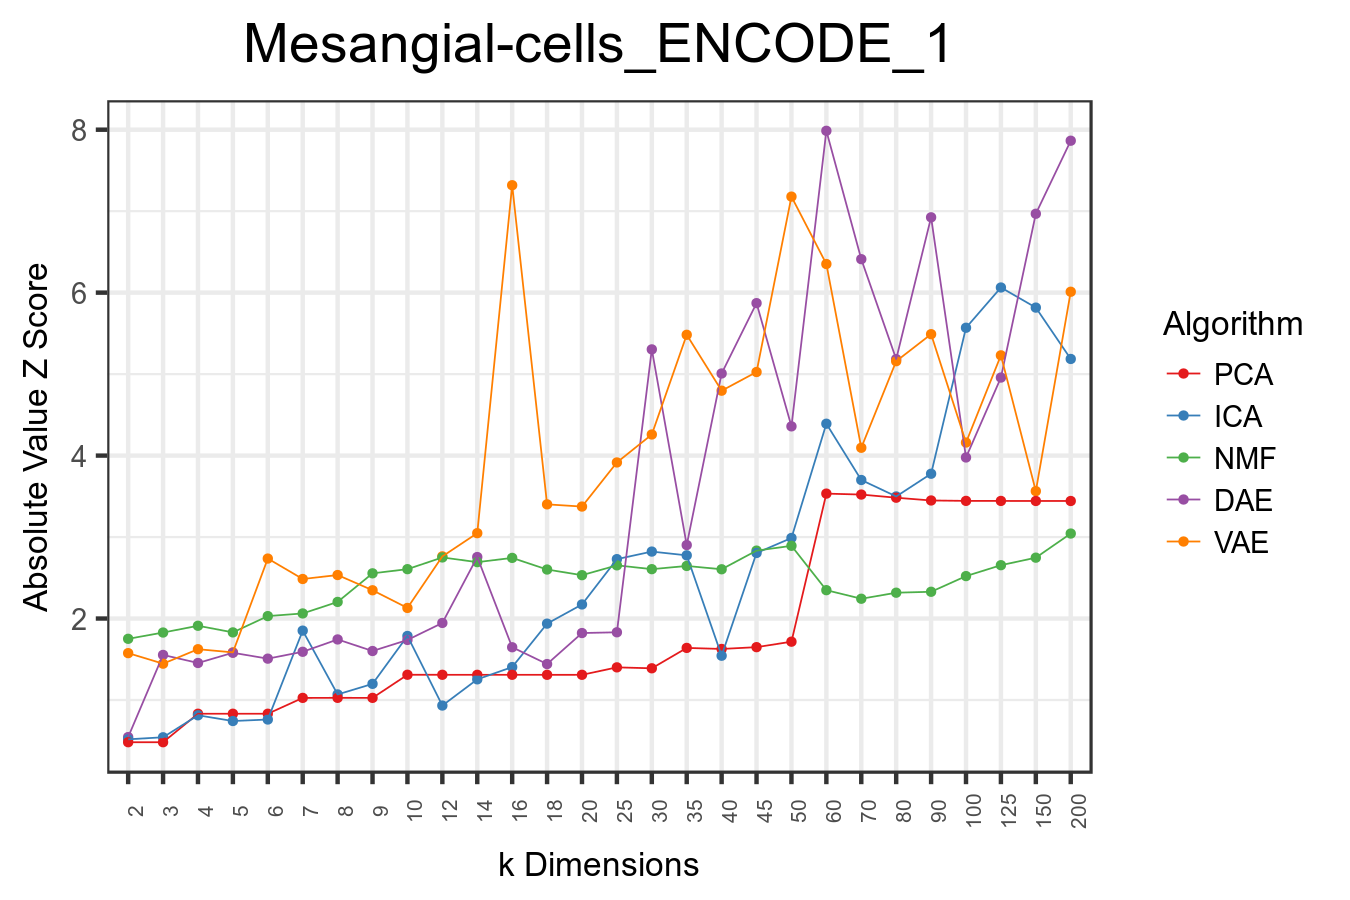 Mesangial-cells_ENCODE_1
Absolute Value Z Score
8
6
4
2
2 3 4 5 6 7 8 9 10 12 14 16 18 20 25 30 35 40 45 50 60 70 80 90 100 125 150 200
k Dimensions
Algorithm
PCA
ICA
NMF
DAE
VAE